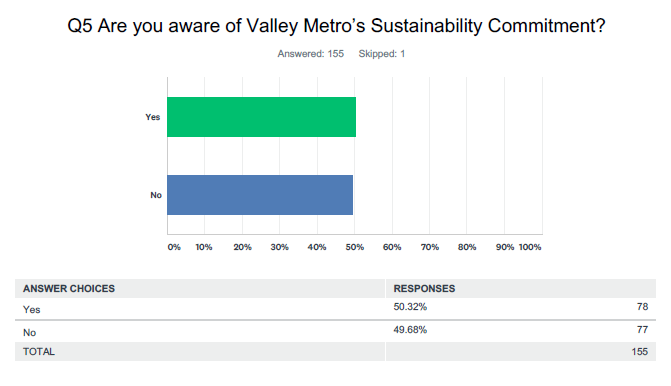 Q5 Are you aware of Valley Metro’s Sustainability Commitment?
Answered: 155 Skipped: 1
Yes
No
0% 10% 20% 30% 40% 50% 60% 70% 80% 90% 100%
ANSWER CHOICES RESPONSES
Yes 50.32% 78
No 49.68% 77
TOTAL 155